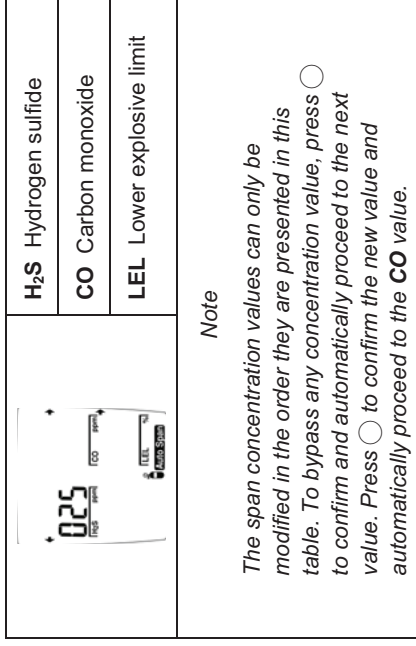 H₂S Hydrogen sulfide
CO Carbon monoxide
LEL Lower explosive limit
025
H₂S ppm
CO ppm
LEL %
Auto Span
Note
The span concentration values can only be
modified in the order they are presented in this
table. To bypass any concentration value, press
to confirm and automatically proceed to the next
value. Press to confirm the new value and
automatically proceed to the CO value.